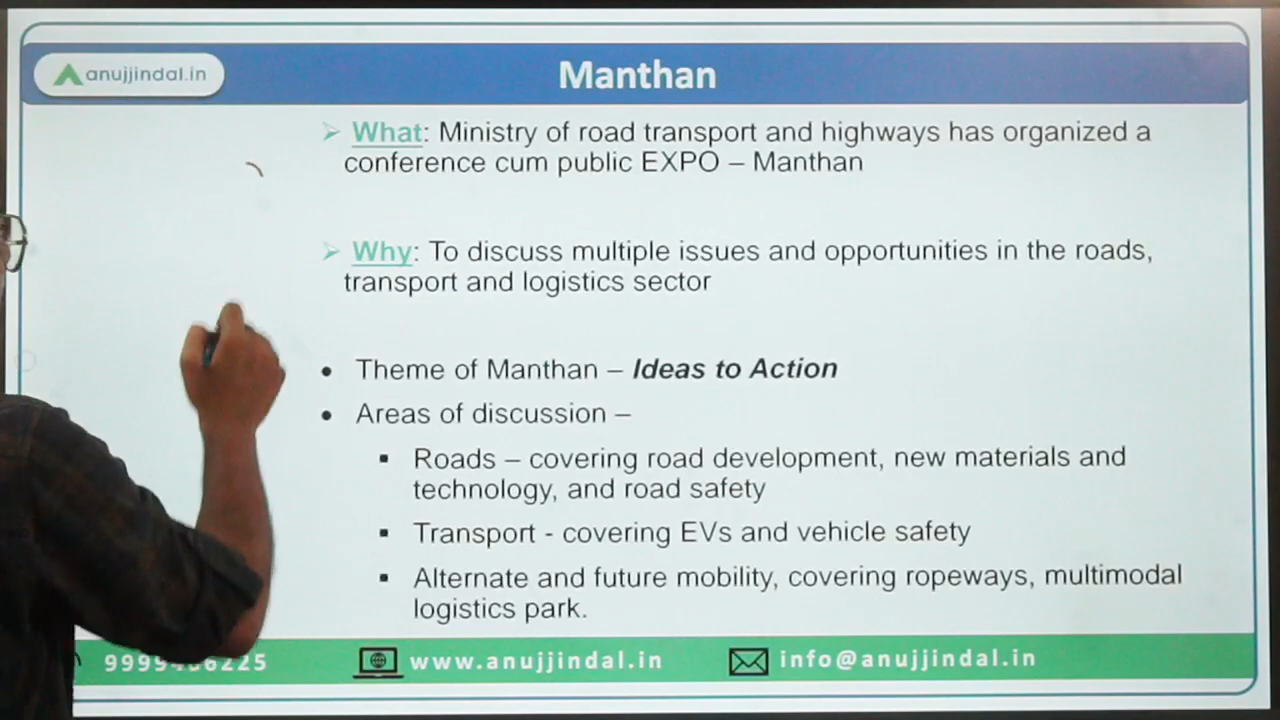 anujjindal.in
Manthan
➢ What: Ministry of road transport and highways has organized a
conference cum public EXPO – Manthan
➢ Why: To discuss multiple issues and opportunities in the roads,
transport and logistics sector
• Theme of Manthan – Ideas to Action
• Areas of discussion –
▪ Roads – covering road development, new materials and
technology, and road safety
▪ Transport - covering EVs and vehicle safety
▪ Alternate and future mobility, covering ropeways, multimodal
logistics park.
www.anujjindal.in
info@anujjindal.in